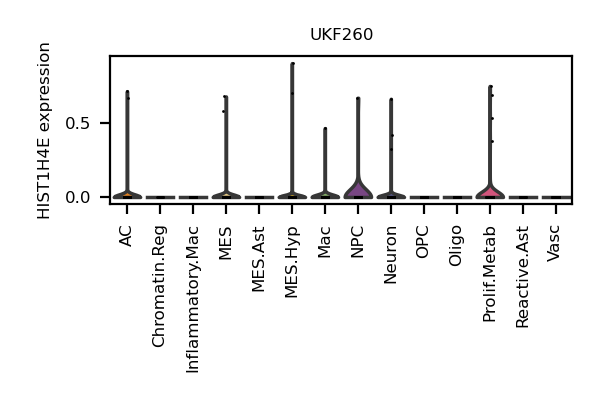 UKF260
HIST1H4E expression
0.5
0.0
AC
Chromatin.Reg
Inflammatory.Mac
MES
MES.Ast
MES.Hyp
Mac
NPC
Neuron
OPC
Oligo
Prolif.Metab
Reactive.Ast
Vasc